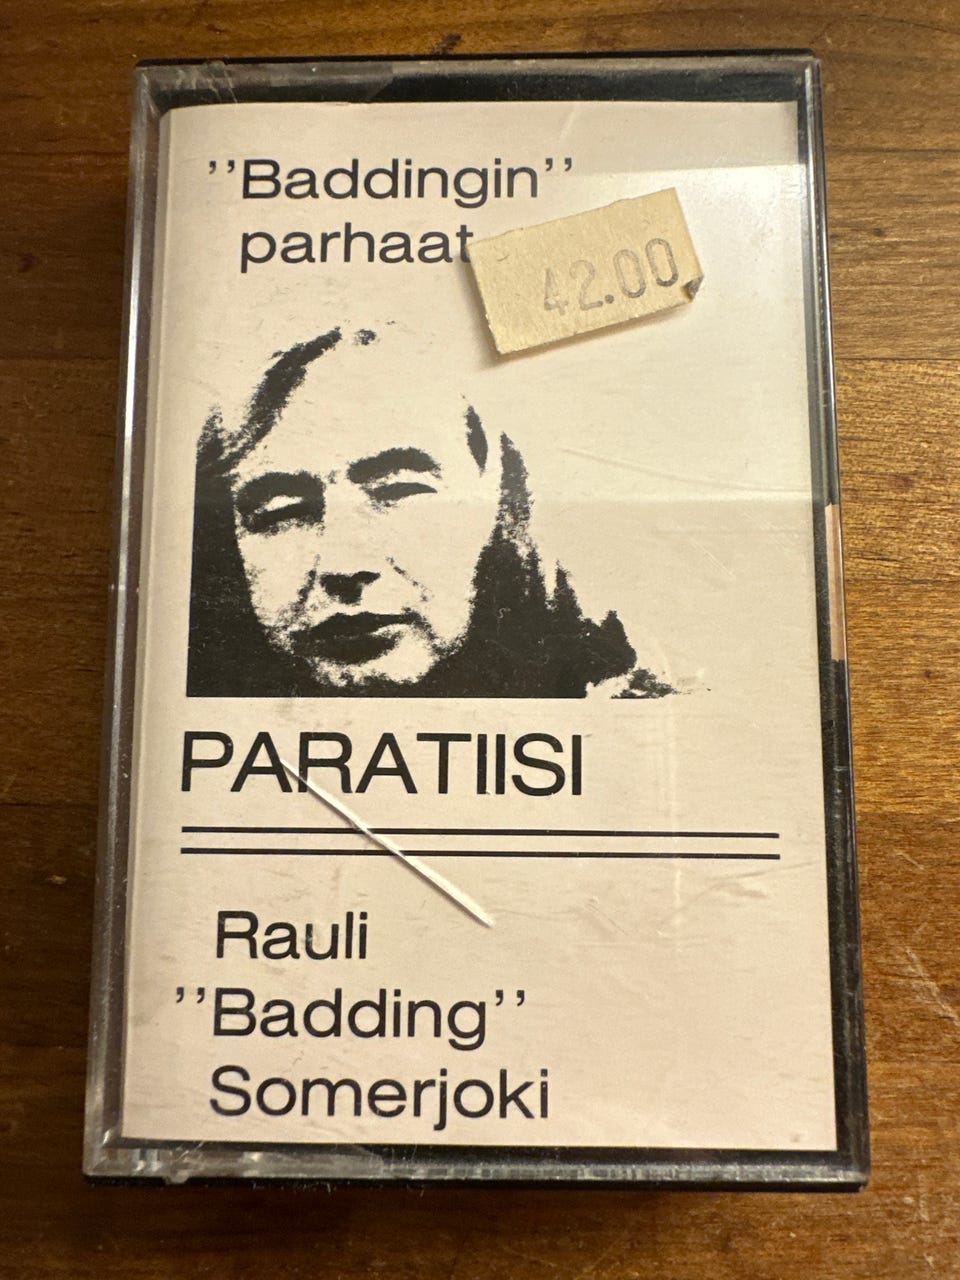 ''Baddingin''
parhaat
42.00
PARATIISI
Rauli
''Badding''
Somerjoki